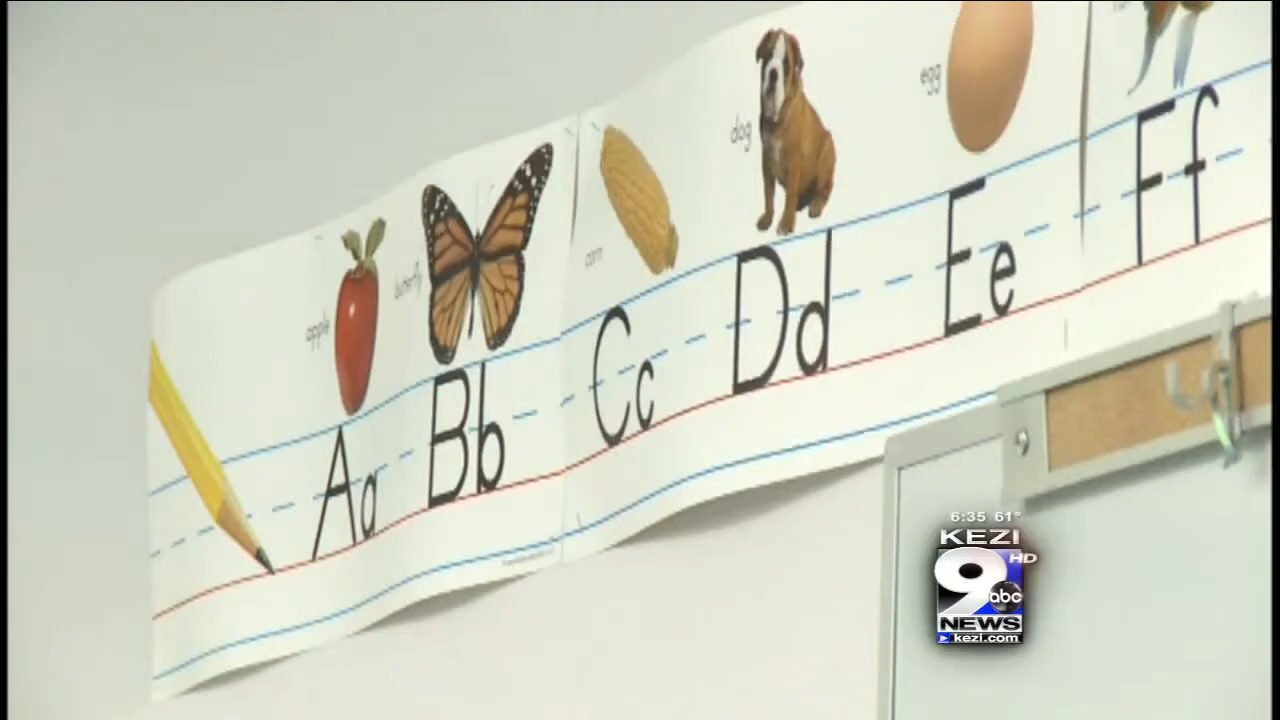 apple
butterfly
corn
dog
egg
Aa
Bb
Cc
Dd
Ee
Ff
6:35 61°
KEZI
9 HD
abc
NEWS
kezi.com